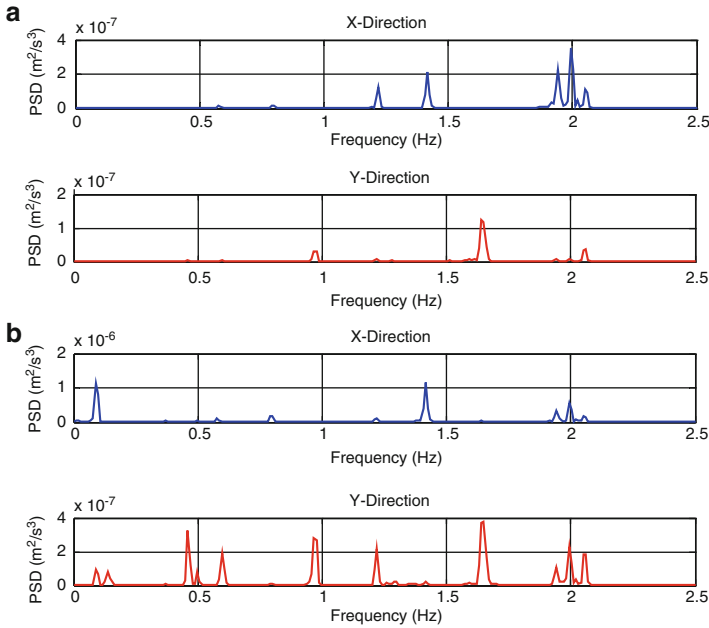 a
X-Direction
x 10⁻⁷
PSD (m²/s³)
4
2
0
0 0.5 1 1.5 2 2.5
Frequency (Hz)
Y-Direction
x 10⁻⁷
PSD (m²/s³)
2
1
0
0 0.5 1 1.5 2 2.5
Frequency (Hz)
b
X-Direction
x 10⁻⁶
PSD (m²/s³)
2
1
0
0 0.5 1 1.5 2 2.5
Frequency (Hz)
Y-Direction
x 10⁻⁷
PSD (m²/s³)
4
2
0
0 0.5 1 1.5 2 2.5
Frequency (Hz)